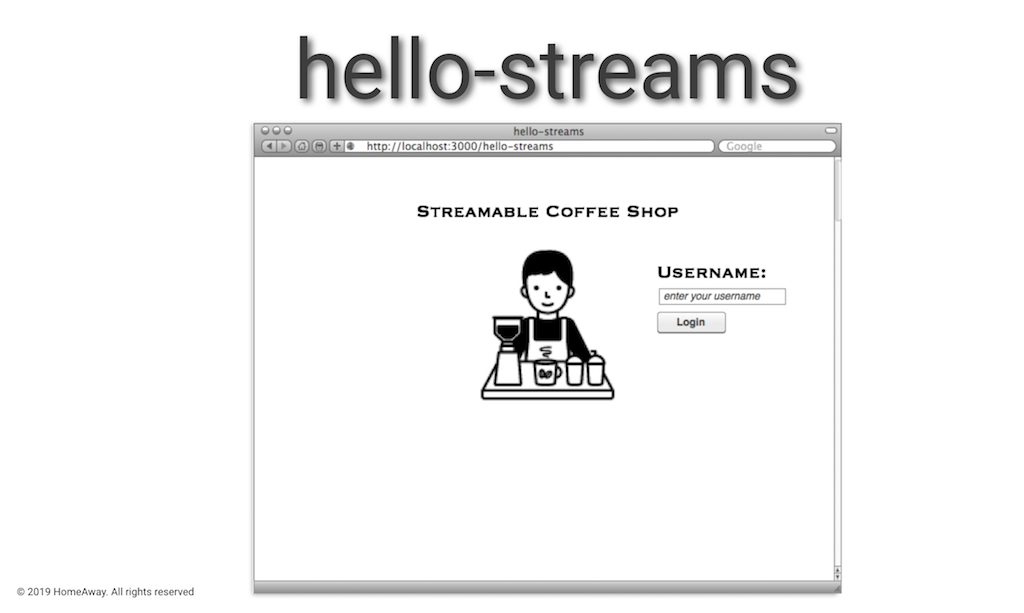 hello-streams
hello-streams
http://localhost:3000/hello-streams
Google
Streamable Coffee Shop
Username:
enter your username
Login
© 2019 HomeAway. All rights reserved